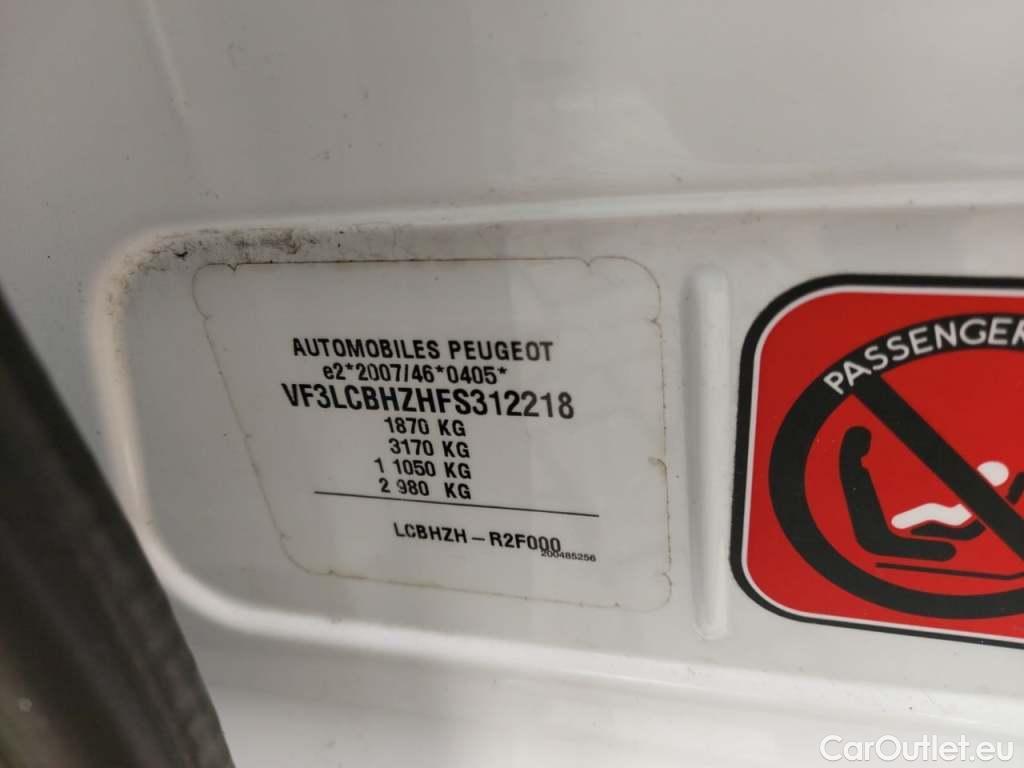 AUTOMOBILES PEUGEOT
e2*2007/46*0405*
VF3LCBHZHFS312218
1870 KG
3170 KG
1 1050 KG
2 980 KG
LCBHZH - R2F000
200485256
PASSENGER
CarOutlet.eu